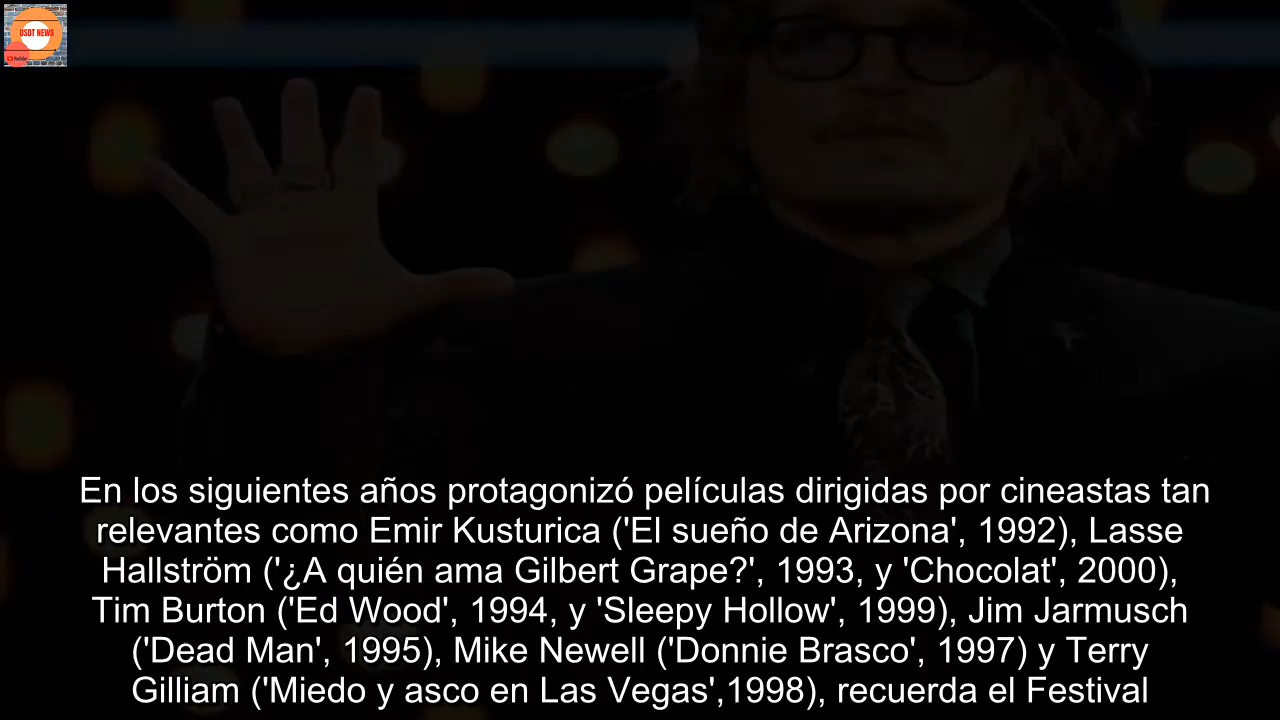 USDT NEWS
YouTube
En los siguientes años protagonizó películas dirigidas por cineastas tan
relevantes como Emir Kusturica ('El sueño de Arizona', 1992), Lasse
Hallström ('¿A quién ama Gilbert Grape?', 1993, y 'Chocolat', 2000),
Tim Burton ('Ed Wood', 1994, y 'Sleepy Hollow', 1999), Jim Jarmusch
('Dead Man', 1995), Mike Newell ('Donnie Brasco', 1997) y Terry
Gilliam ('Miedo y asco en Las Vegas',1998), recuerda el Festival